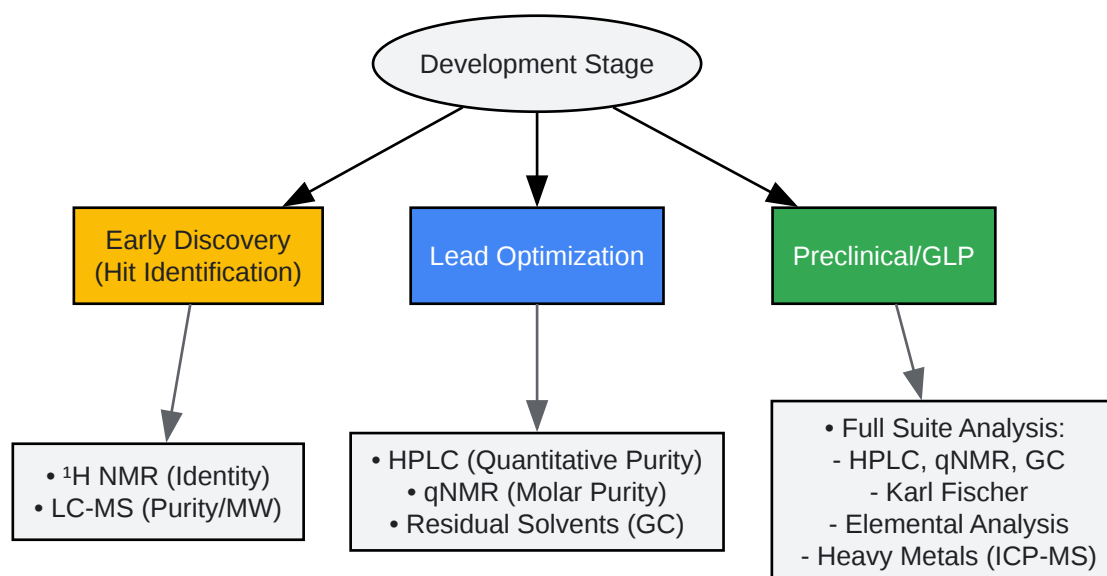 Development Stage
Early Discovery
(Hit Identification)
Lead Optimization
Preclinical/GLP
• ¹H NMR (Identity)
• LC-MS (Purity/MW)
• HPLC (Quantitative Purity)
• qNMR (Molar Purity)
• Residual Solvents (GC)
• Full Suite Analysis:
- HPLC, qNMR, GC
- Karl Fischer
- Elemental Analysis
- Heavy Metals (ICP-MS)